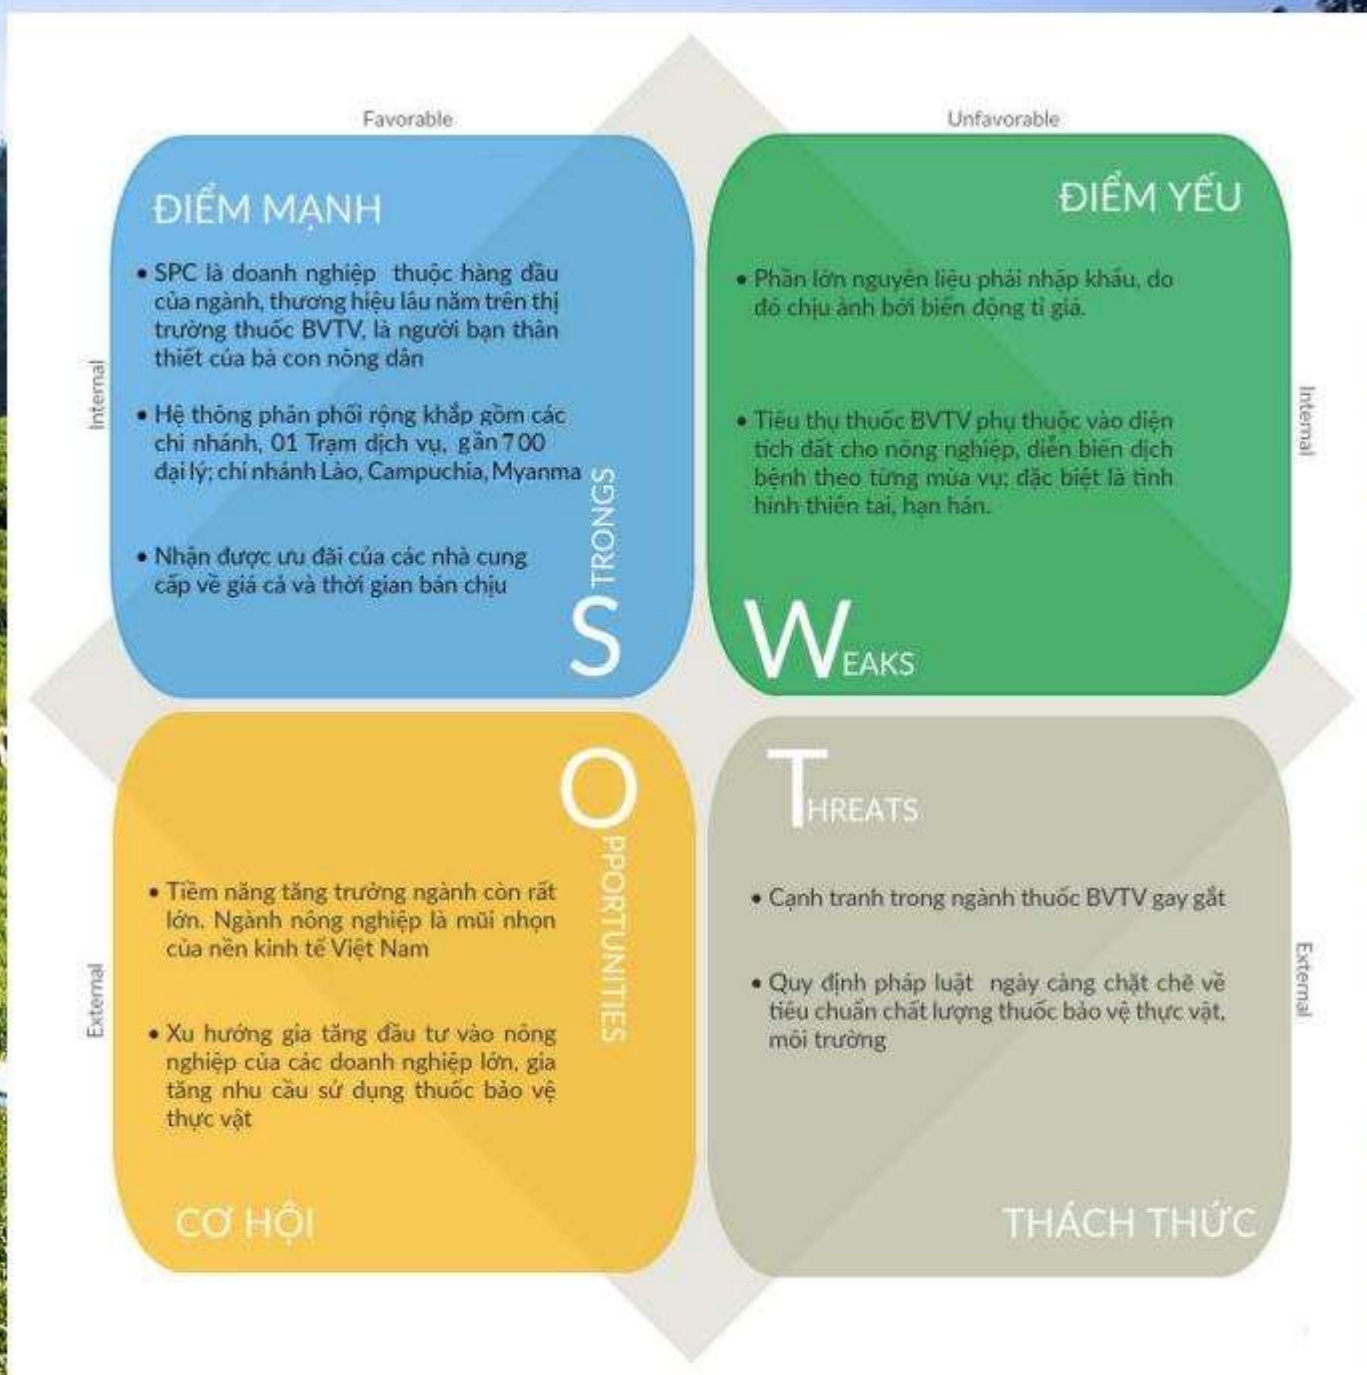 Favorable
Unfavorable
ĐIỂM MẠNH
• SPC là doanh nghiệp thuộc hàng đầu
của ngành, thương hiệu lâu năm trên thị
trường thuốc BVTV, là người bạn thân
thiết của bà con nông dân
• Hệ thông phân phối rộng khắp gồm các
chi nhánh, 01 Trạm dịch vụ, gần 700
đại lý; chi nhánh Lào, Campuchia, Myanma
• Nhận được ưu đãi của các nhà cung
cấp về giá cả và thời gian bán chịu
STRONGS
Internal
ĐIỂM YẾU
• Phần lớn nguyên liệu phải nhập khẩu, do
đó chịu ảnh bởi biến động tỉ giá.
• Tiêu thụ thuốc BVTV phụ thuộc vào diện
tích đất cho nông nghiệp, diễn biến dịch
bệnh theo từng mùa vụ; đặc biệt là tình
hình thiên tai, hạn hán.
WEAKS
Internal
OPPORTUNITIES
• Tiềm năng tăng trưởng ngành còn rất
lớn. Ngành nông nghiệp là mũi nhọn
của nền kinh tế Việt Nam
• Xu hướng gia tăng đầu tư vào nông
nghiệp của các doanh nghiệp lớn, gia
tăng nhu cầu sử dụng thuốc bảo vệ
thực vật
CƠ HỘI
External
THREATS
• Cạnh tranh trong ngành thuốc BVTV gay gắt
• Quy định pháp luật ngày càng chặt chẽ về
tiêu chuẩn chất lượng thuốc bảo vệ thực vật,
môi trường
THÁCH THỨC
External